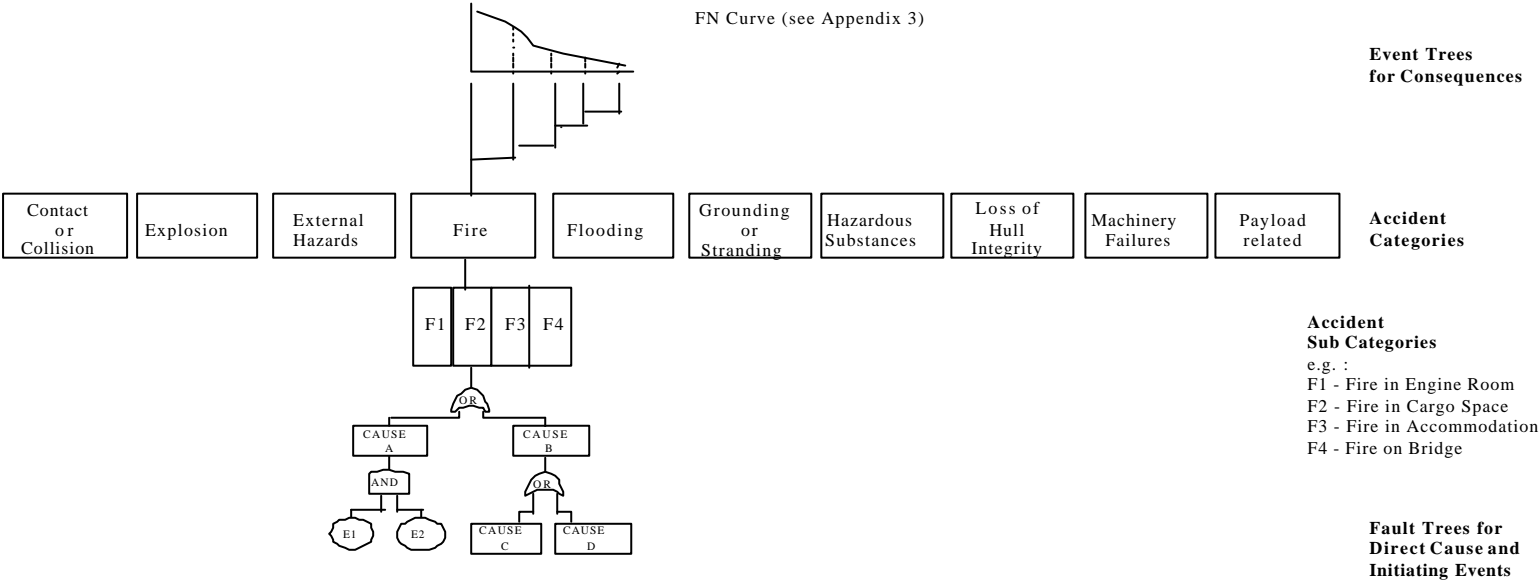 FN Curve (see Appendix 3)
Event Trees
for Consequences
Contact
or
Collision
Explosion
External
Hazards
Fire
Flooding
Grounding
or
Stranding
Hazardous
Substances
Loss of
Hull
Integrity
Machinery
Failures
Payload
related
Accident
Categories
F1 F2 F3 F4
Accident
Sub Categories
e.g. :
F1 - Fire in Engine Room
F2 - Fire in Cargo Space
F3 - Fire in Accommodation
F4 - Fire on Bridge
OR
CAUSE
A
CAUSE
B
AND
OR
E1
E2
CAUSE
C
CAUSE
D
Fault Trees for
Direct Cause and
Initiating Events